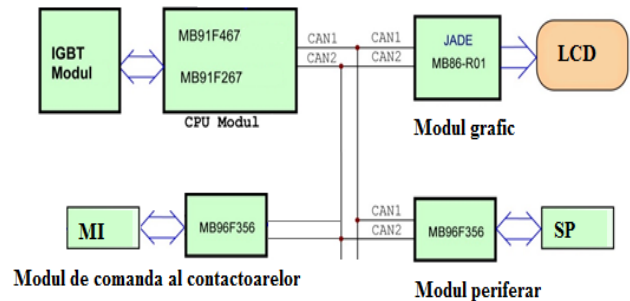 IGBT
Modul
MB91F467
MB91F267
CPU Modul
CAN1
CAN2
CAN1
CAN2
JADE
MB86-R01
LCD
Modul grafic
MI
MB96F356
Modul de comanda al contactoarelor
CAN1
CAN2
MB96F356
SP
Modul periferar